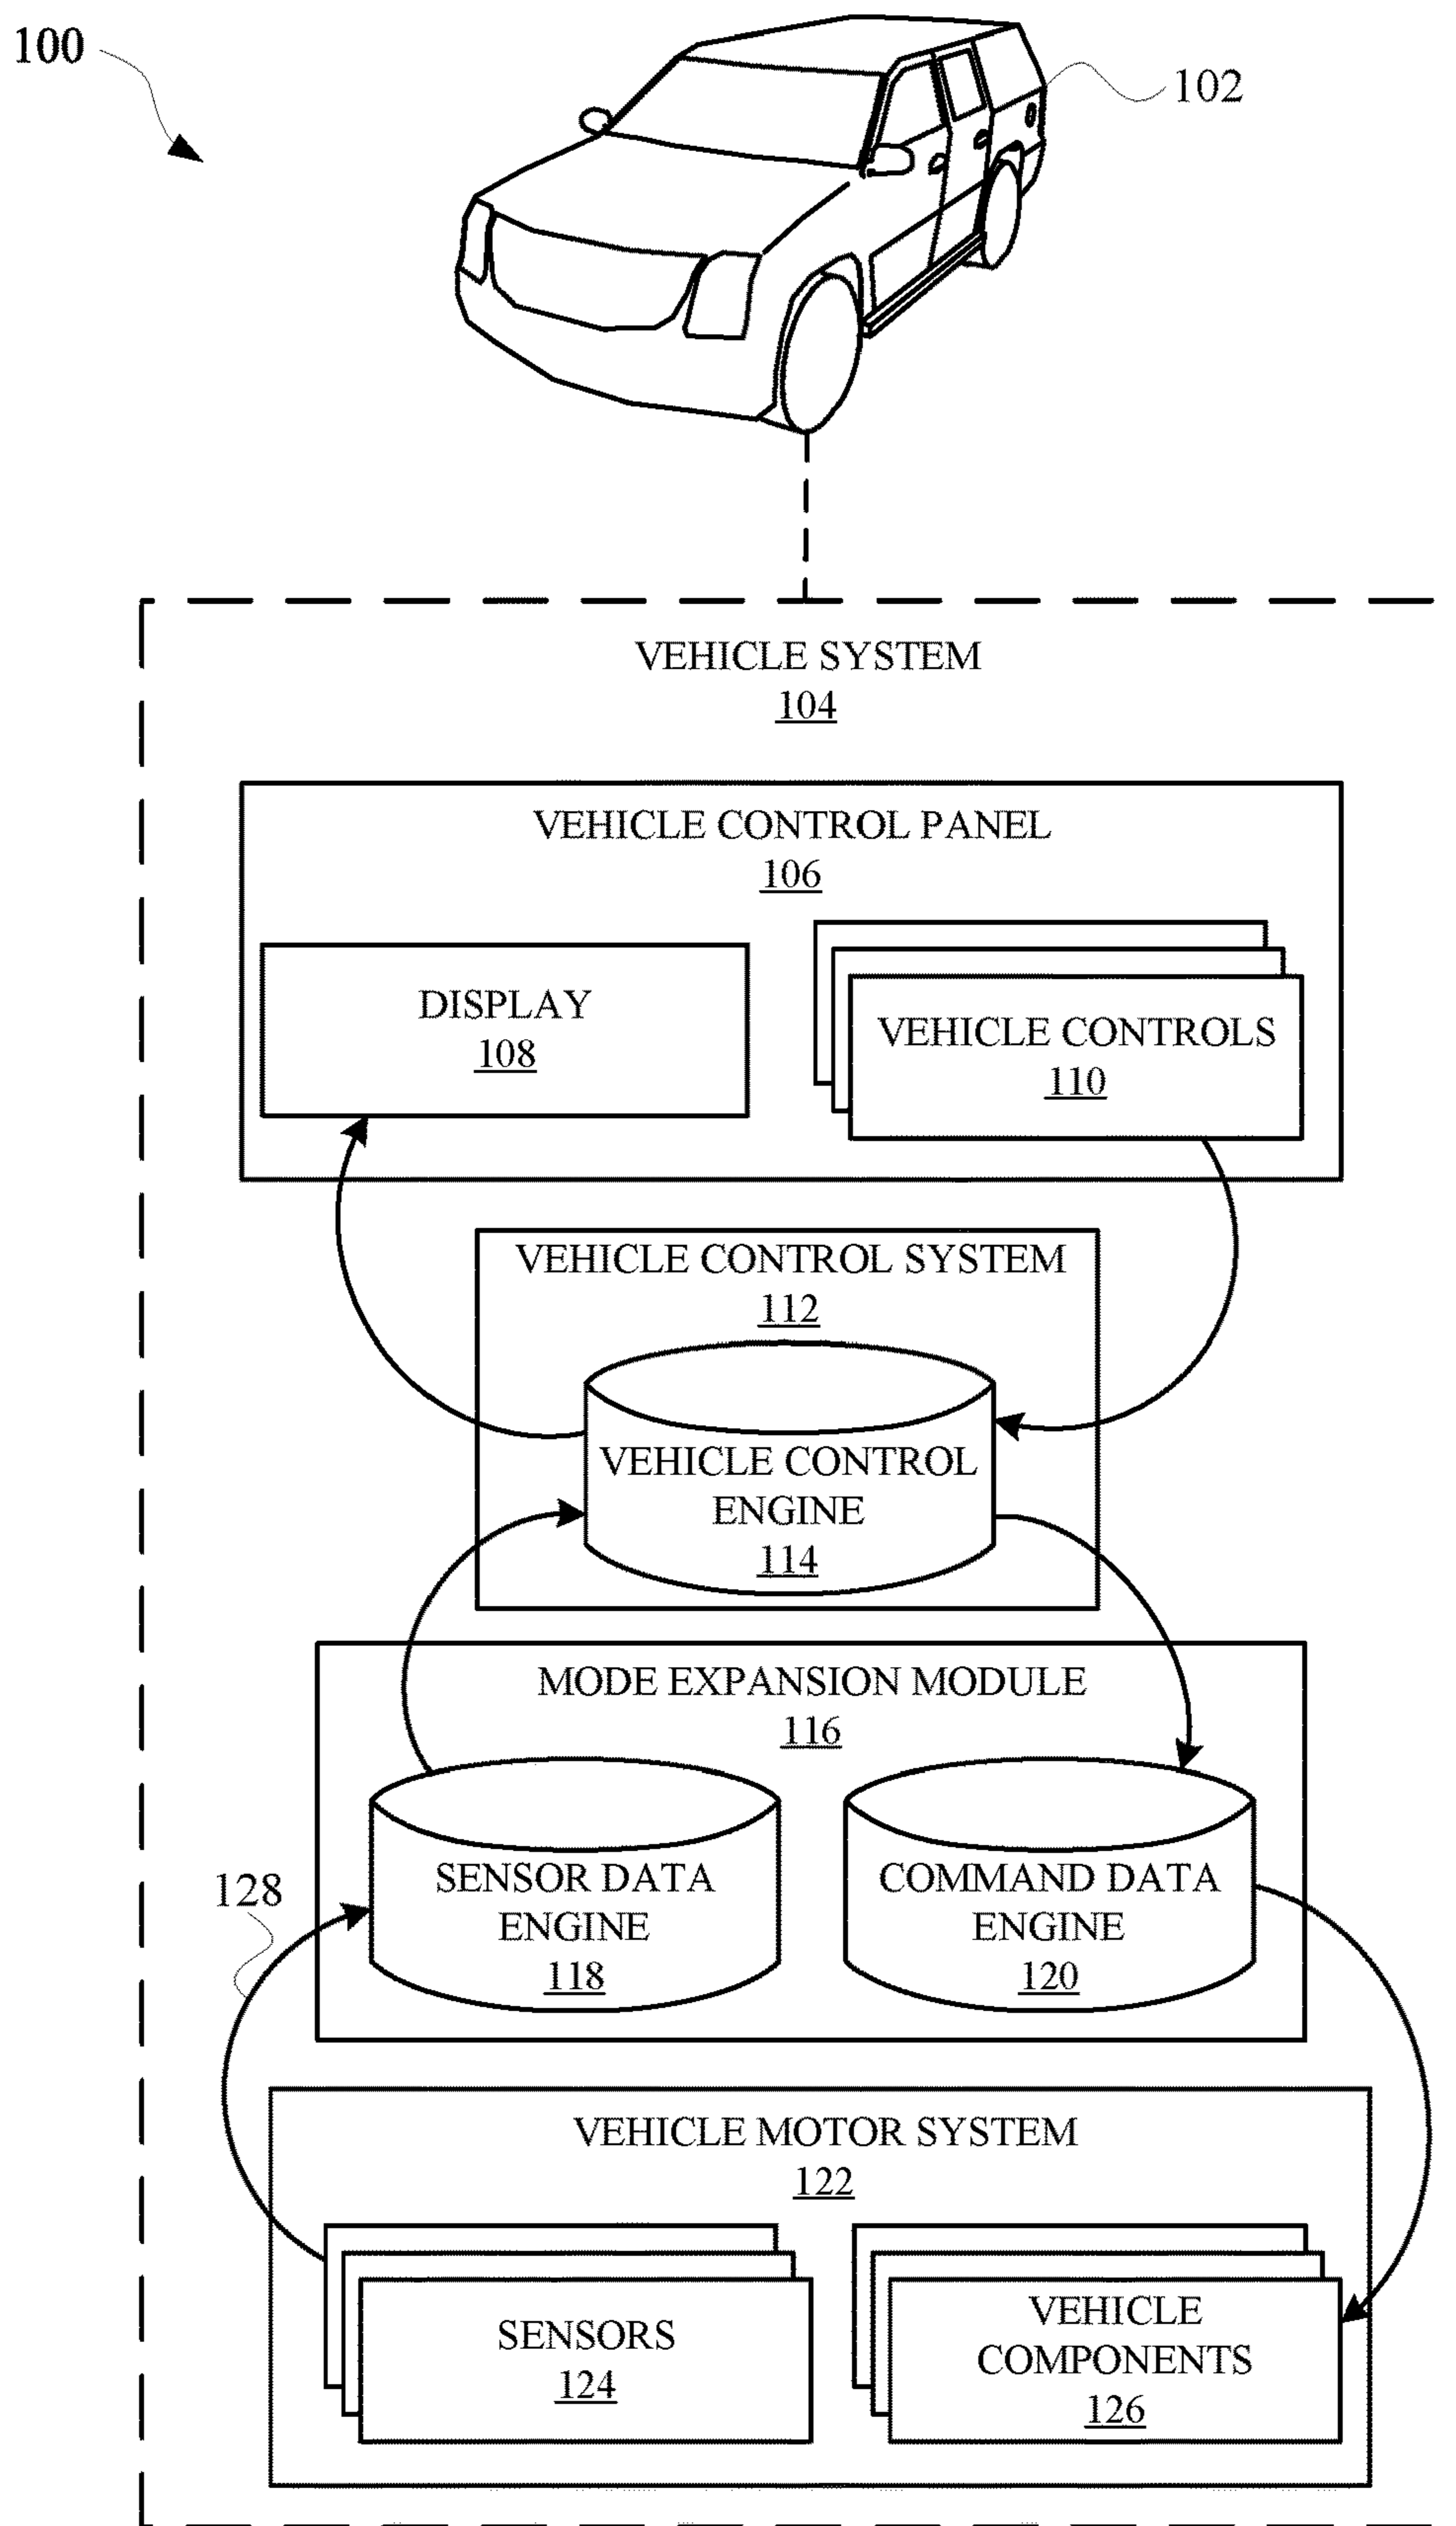 100
102
VEHICLE SYSTEM
104
VEHICLE CONTROL PANEL
106
DISPLAY
108
VEHICLE CONTROLS
110
VEHICLE CONTROL SYSTEM
112
VEHICLE CONTROL
ENGINE
114
MODE EXPANSION MODULE
116
128
SENSOR DATA
ENGINE
118
COMMAND DATA
ENGINE
120
VEHICLE MOTOR SYSTEM
122
SENSORS
124
VEHICLE
COMPONENTS
126